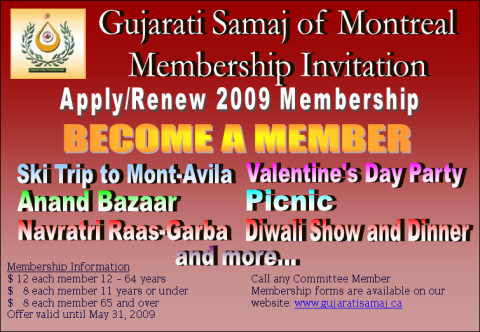 Gujarati Samaj of Montreal
Membership Invitation
Apply/Renew 2009 Membership
BECOME A MEMBER
Ski Trip to Mont-Avila Valentine's Day Party
Anand Bazaar Picnic
Navratri Raas-Garba Diwali Show and Dinner
and more...
Membership Information
$ 12 each member 12 – 64 years
$ 8 each member 11 years or under
$ 8 each member 65 and over
Offer valid until May 31, 2009
Call any Committee Member
Membership forms are available on our
website: www.gujaratisamaj.ca